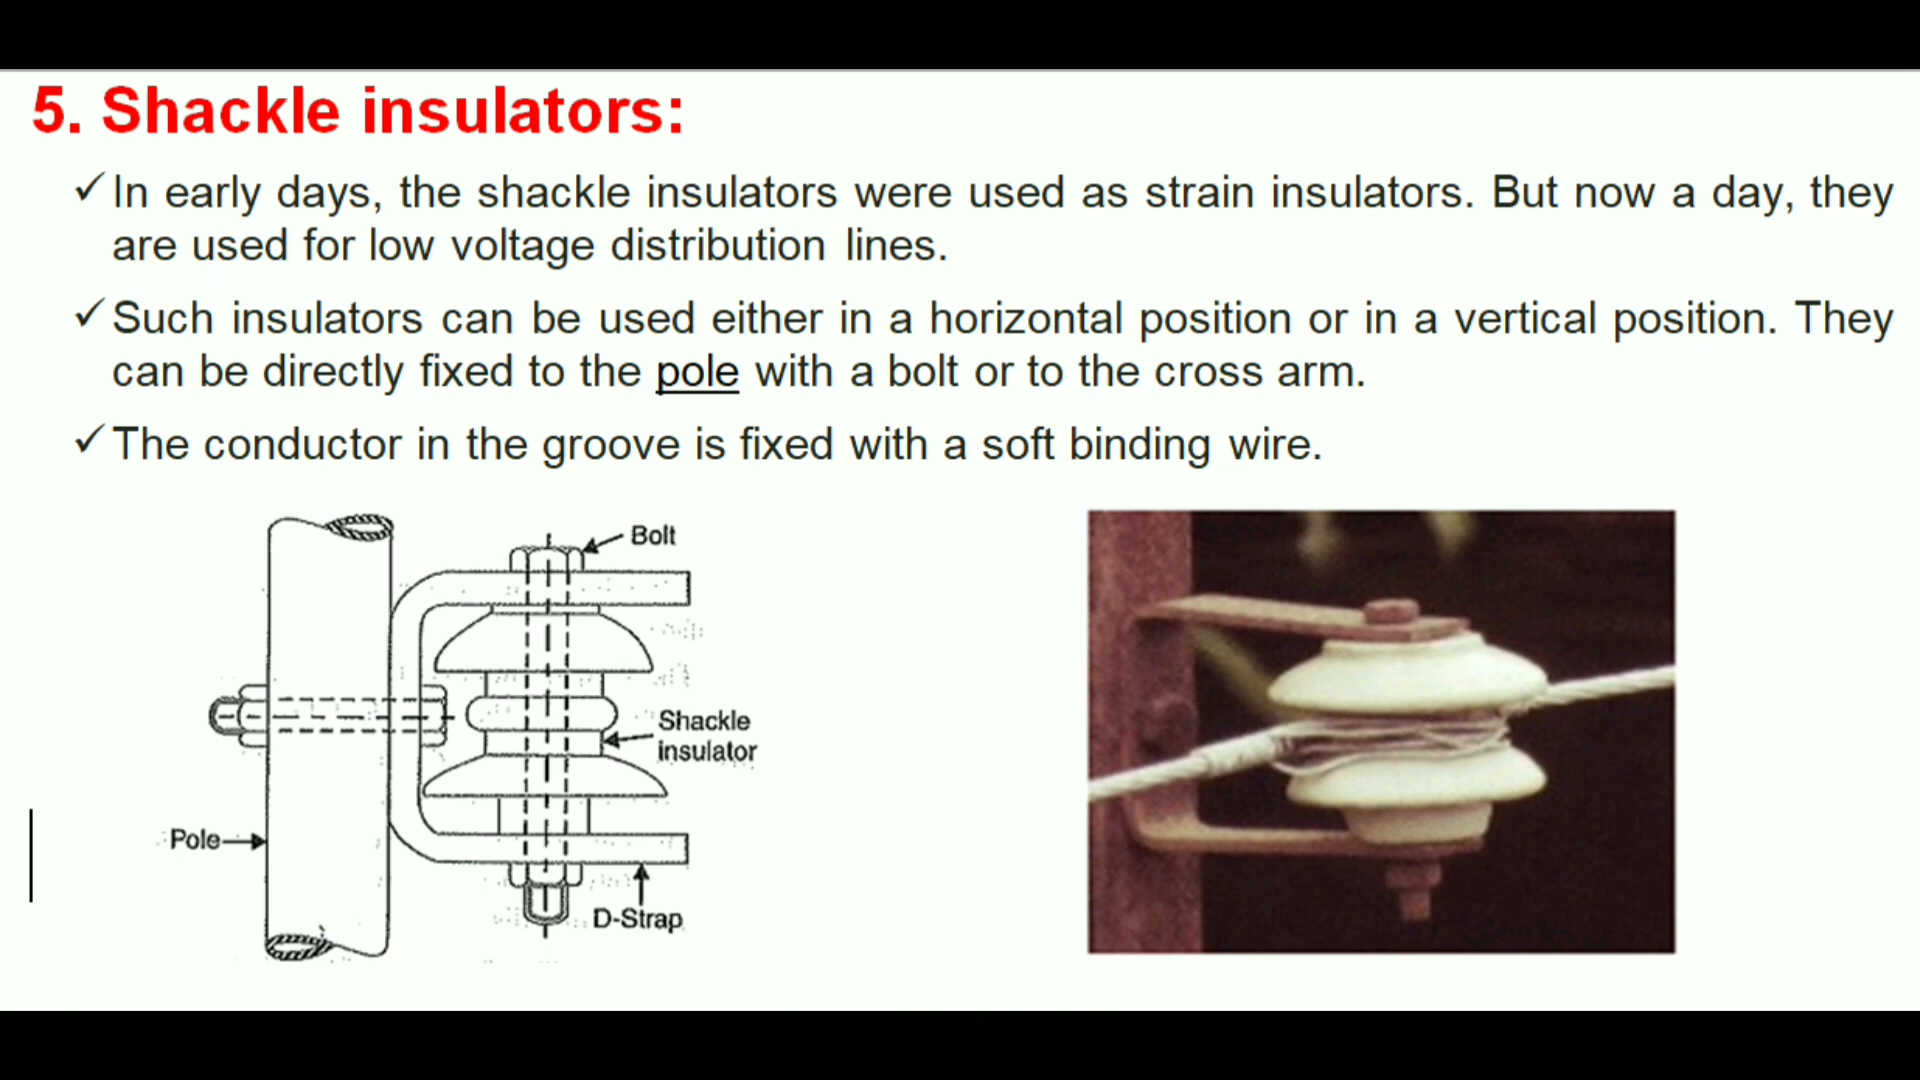 5. Shackle insulators:
✓In early days, the shackle insulators were used as strain insulators. But now a day, they
are used for low voltage distribution lines.
✓Such insulators can be used either in a horizontal position or in a vertical position. They
can be directly fixed to the pole with a bolt or to the cross arm.
✓The conductor in the groove is fixed with a soft binding wire.
Bolt
Shackle
insulator
Pole
D-Strap